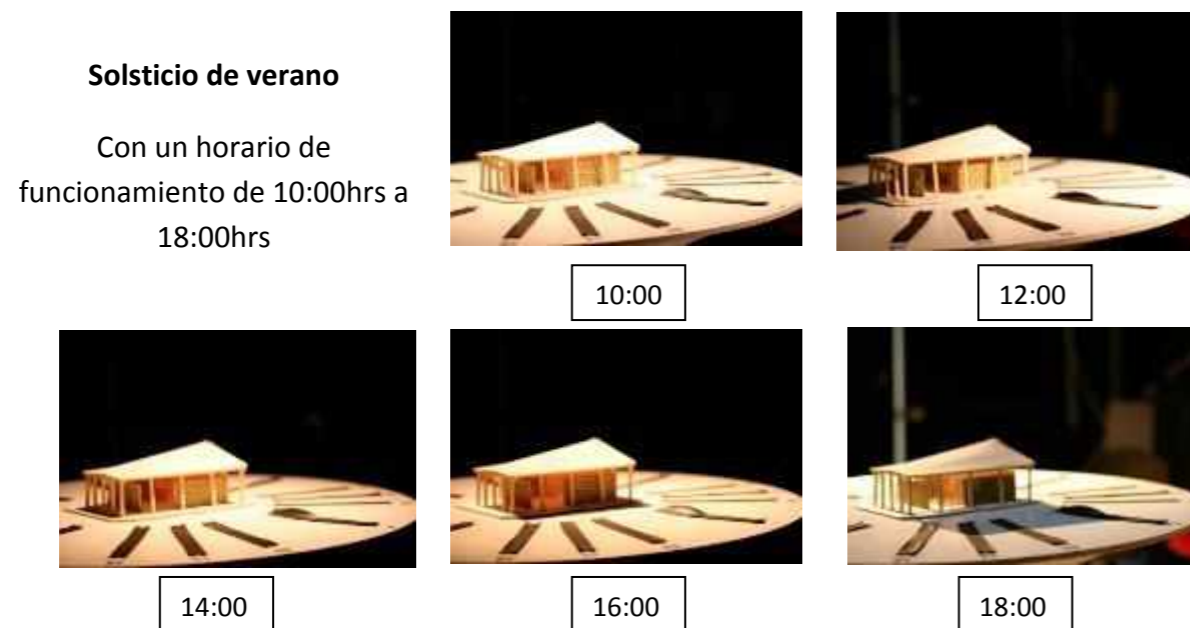 Solsticio de verano
Con un horario de
funcionamiento de 10:00hrs a
18:00hrs
10:00
12:00
14:00
16:00
18:00